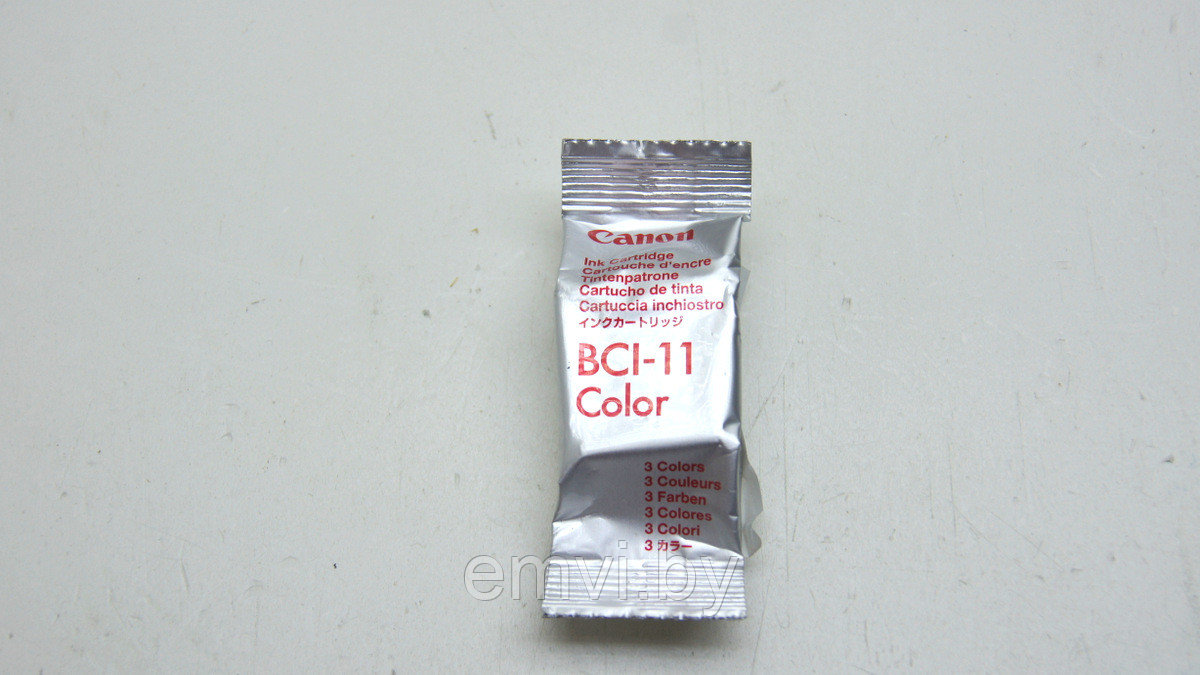 Canon
Ink Cartridge
Cartouche d'encre
Tintenpatrone
Cartucho de tinta
Cartuccia inchiostro
インクカートリッジ
BCI-11
Color
3 Colors
3 Couleurs
3 Farben
3 Colores
3 Colori
3 カラー
emvi.by